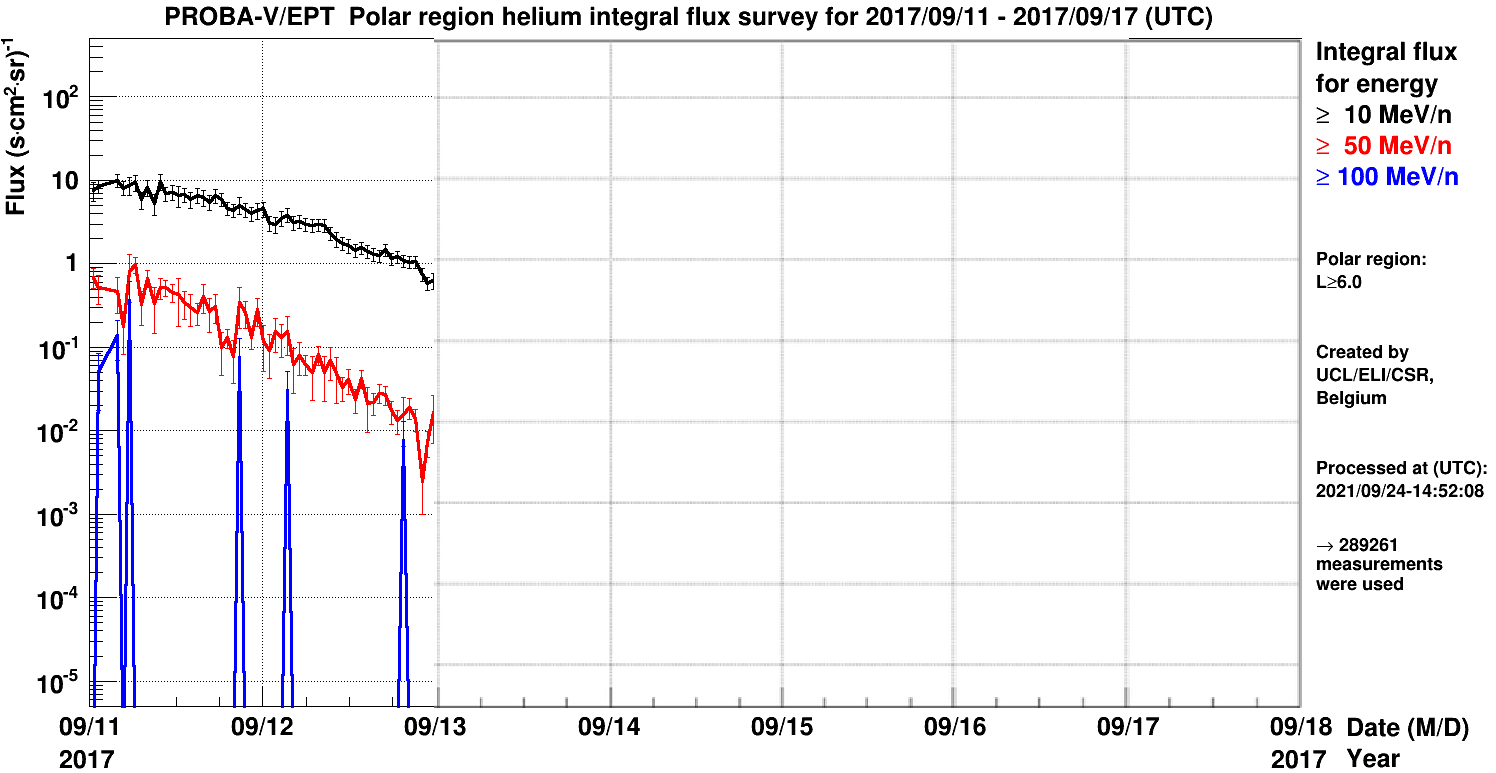 PROBA-V/EPT  Polar region helium integral flux survey for 2017/09/11 - 2017/09/17 (UTC)
Flux (s·cm²·sr)⁻¹
10²
10
1
10⁻¹
10⁻²
10⁻³
10⁻⁴
10⁻⁵
09/11 09/12 09/13 09/14 09/15 09/16 09/17 09/18 Date (M/D)
2017 2017 Year
Integral flux
for energy
≥ 10 MeV/n
≥ 50 MeV/n
≥ 100 MeV/n
Polar region:
L≥6.0
Created by
UCL/ELI/CSR,
Belgium
Processed at (UTC):
2021/09/24-14:52:08
→ 289261
measurements
were used